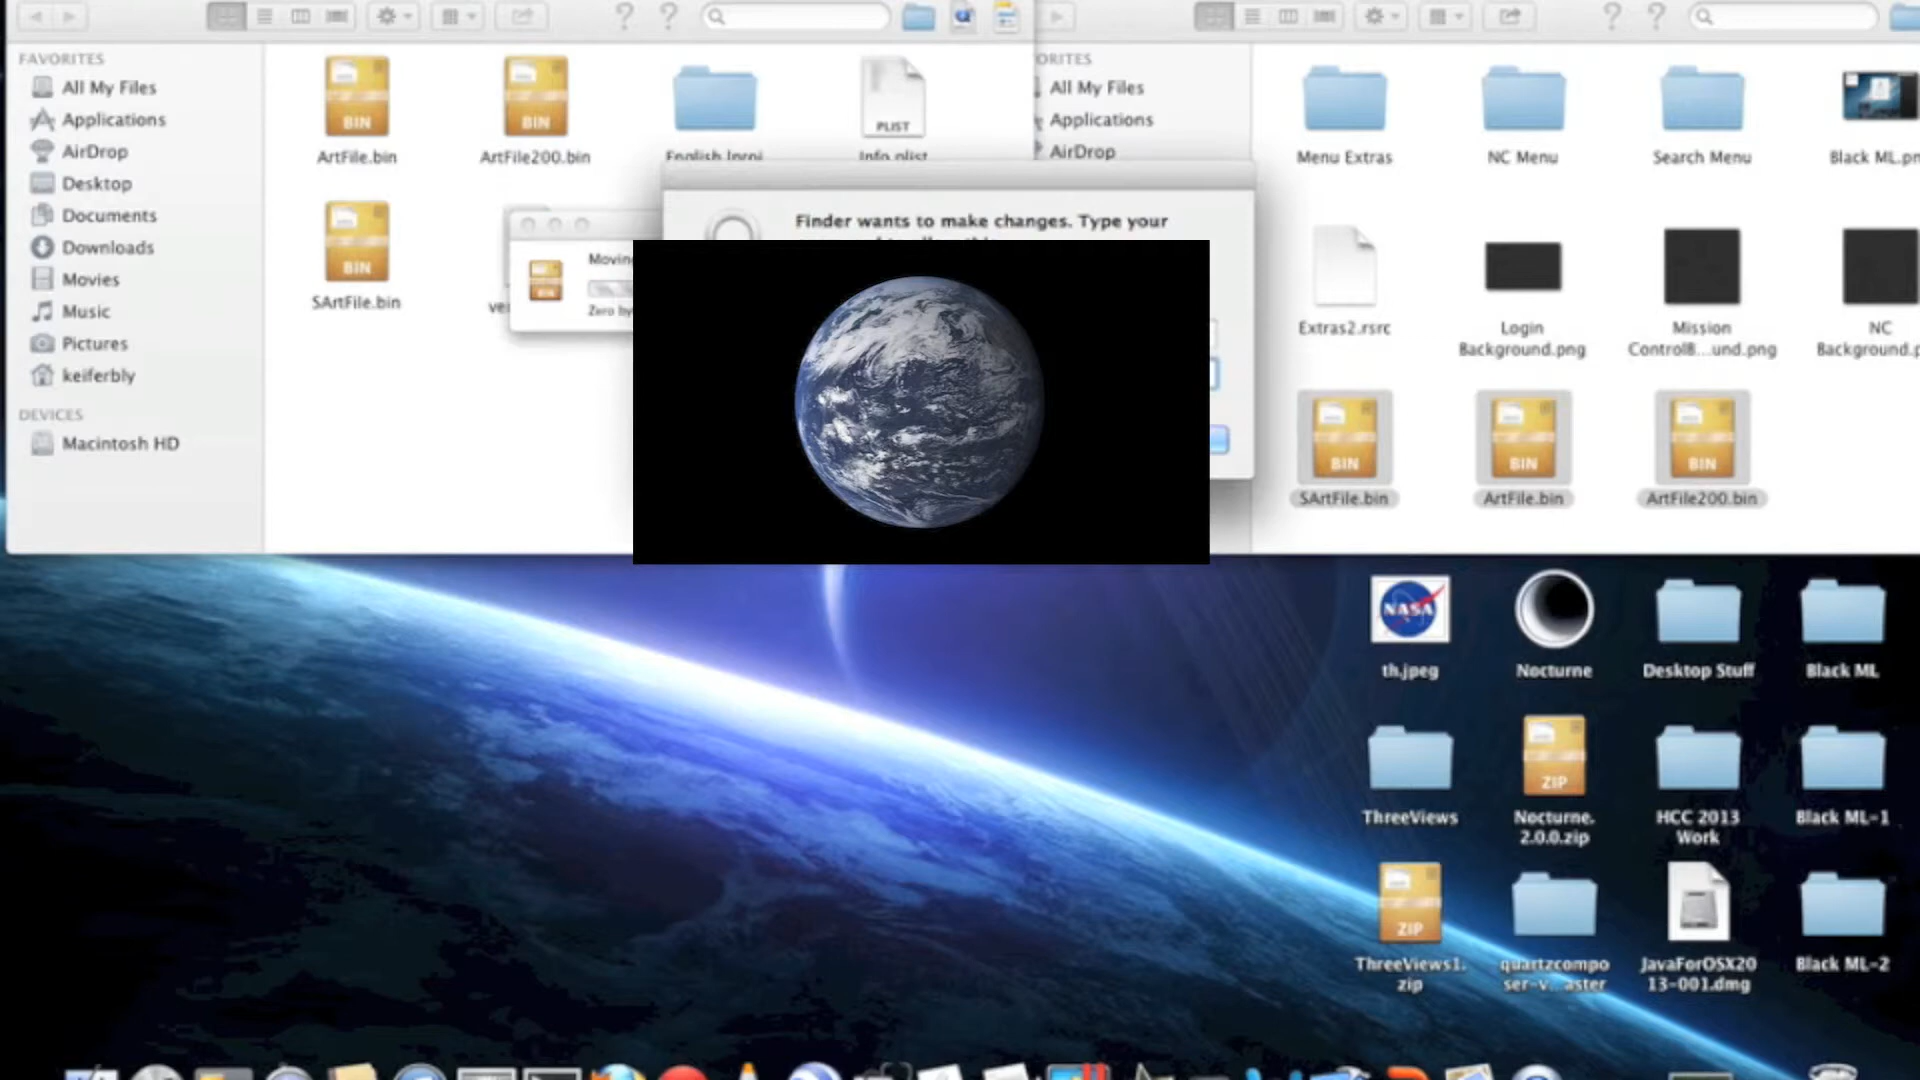 FAVORITES
All My Files
Applications
AirDrop
Desktop
Documents
Downloads
Movies
Music
Pictures
keiferbly
DEVICES
Macintosh HD
BIN
ArtFile.bin
BIN
ArtFile200.bin
PLIST
BIN
SArtFile.bin
BIN
Moving
Zero by
Finder wants to make changes. Type your
ORITES
All My Files
Applications
AirDrop
Menu Extras
NC Menu
Search Menu
Black ML.pn
Extras2.rsrc
Login
Background.png
Mission
ControlB...und.png
NC
Background.p
BIN
SArtFile.bin
BIN
ArtFile.bin
BIN
ArtFile200.bin
NASA
th.jpeg
Nocturne
Desktop Stuff
Black ML
ThreeViews
ZIP
Nocturne.
2.0.0.zip
HCC 2013
Work
Black ML-1
ZIP
ThreeViews1.
zip
quartzcompo
ser-v...aster
JavaForOSX20
13-001.dmg
Black ML-2